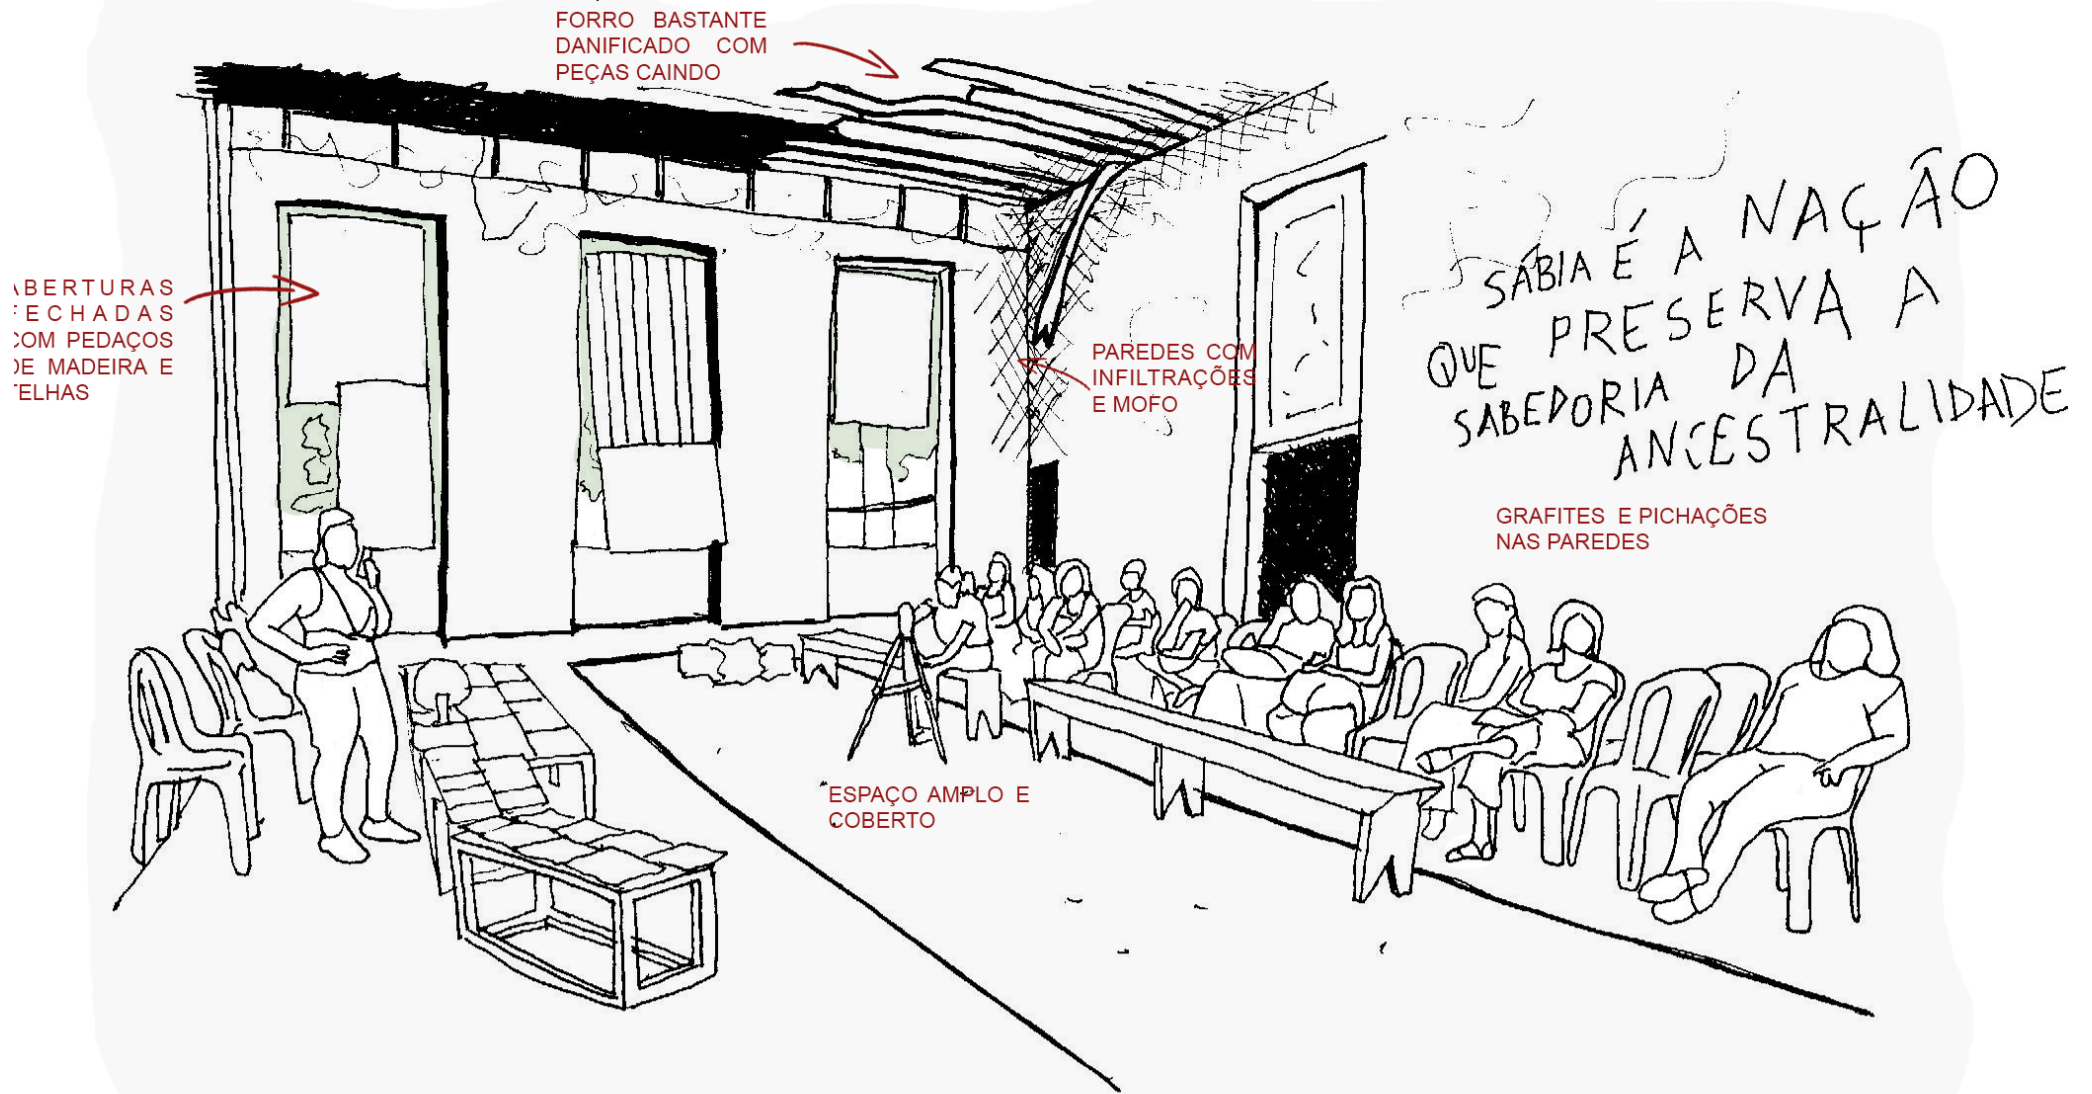 FORRO BASTANTE
DANIFICADO COM
PEÇAS CAINDO
ABERTURAS
FECHADAS
COM PEDAÇOS
DE MADEIRA E
TELHAS
PAREDES COM
INFILTRAÇÕES
E MOFO
SÁBIA É A NAÇÃO
QUE PRESERVA A
SABEDORIA DA
ANCESTRALIDADE
GRAFITES E PICHAÇÕES
NAS PAREDES
ESPAÇO AMPLO E
COBERTO